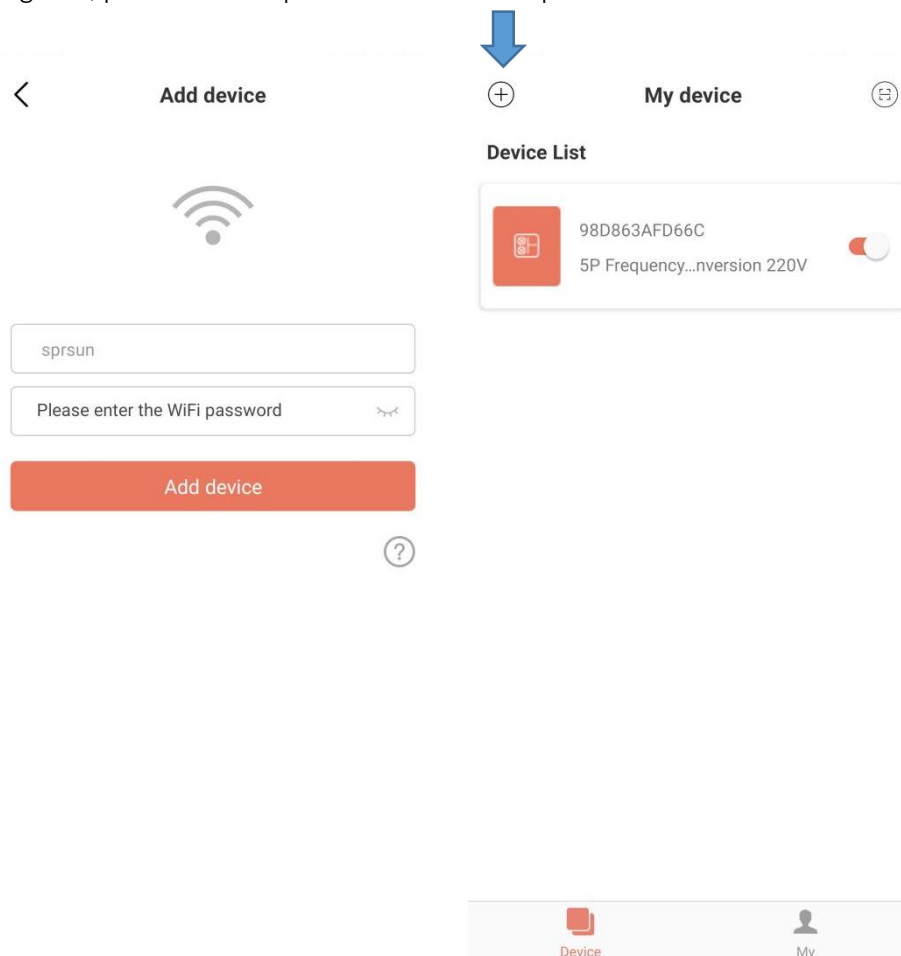 Add device
sprsun
Please enter the WiFi password
Add device
?
My device
Device List
98D863AFD66C
5P Frequency...nversion 220V
Device
My